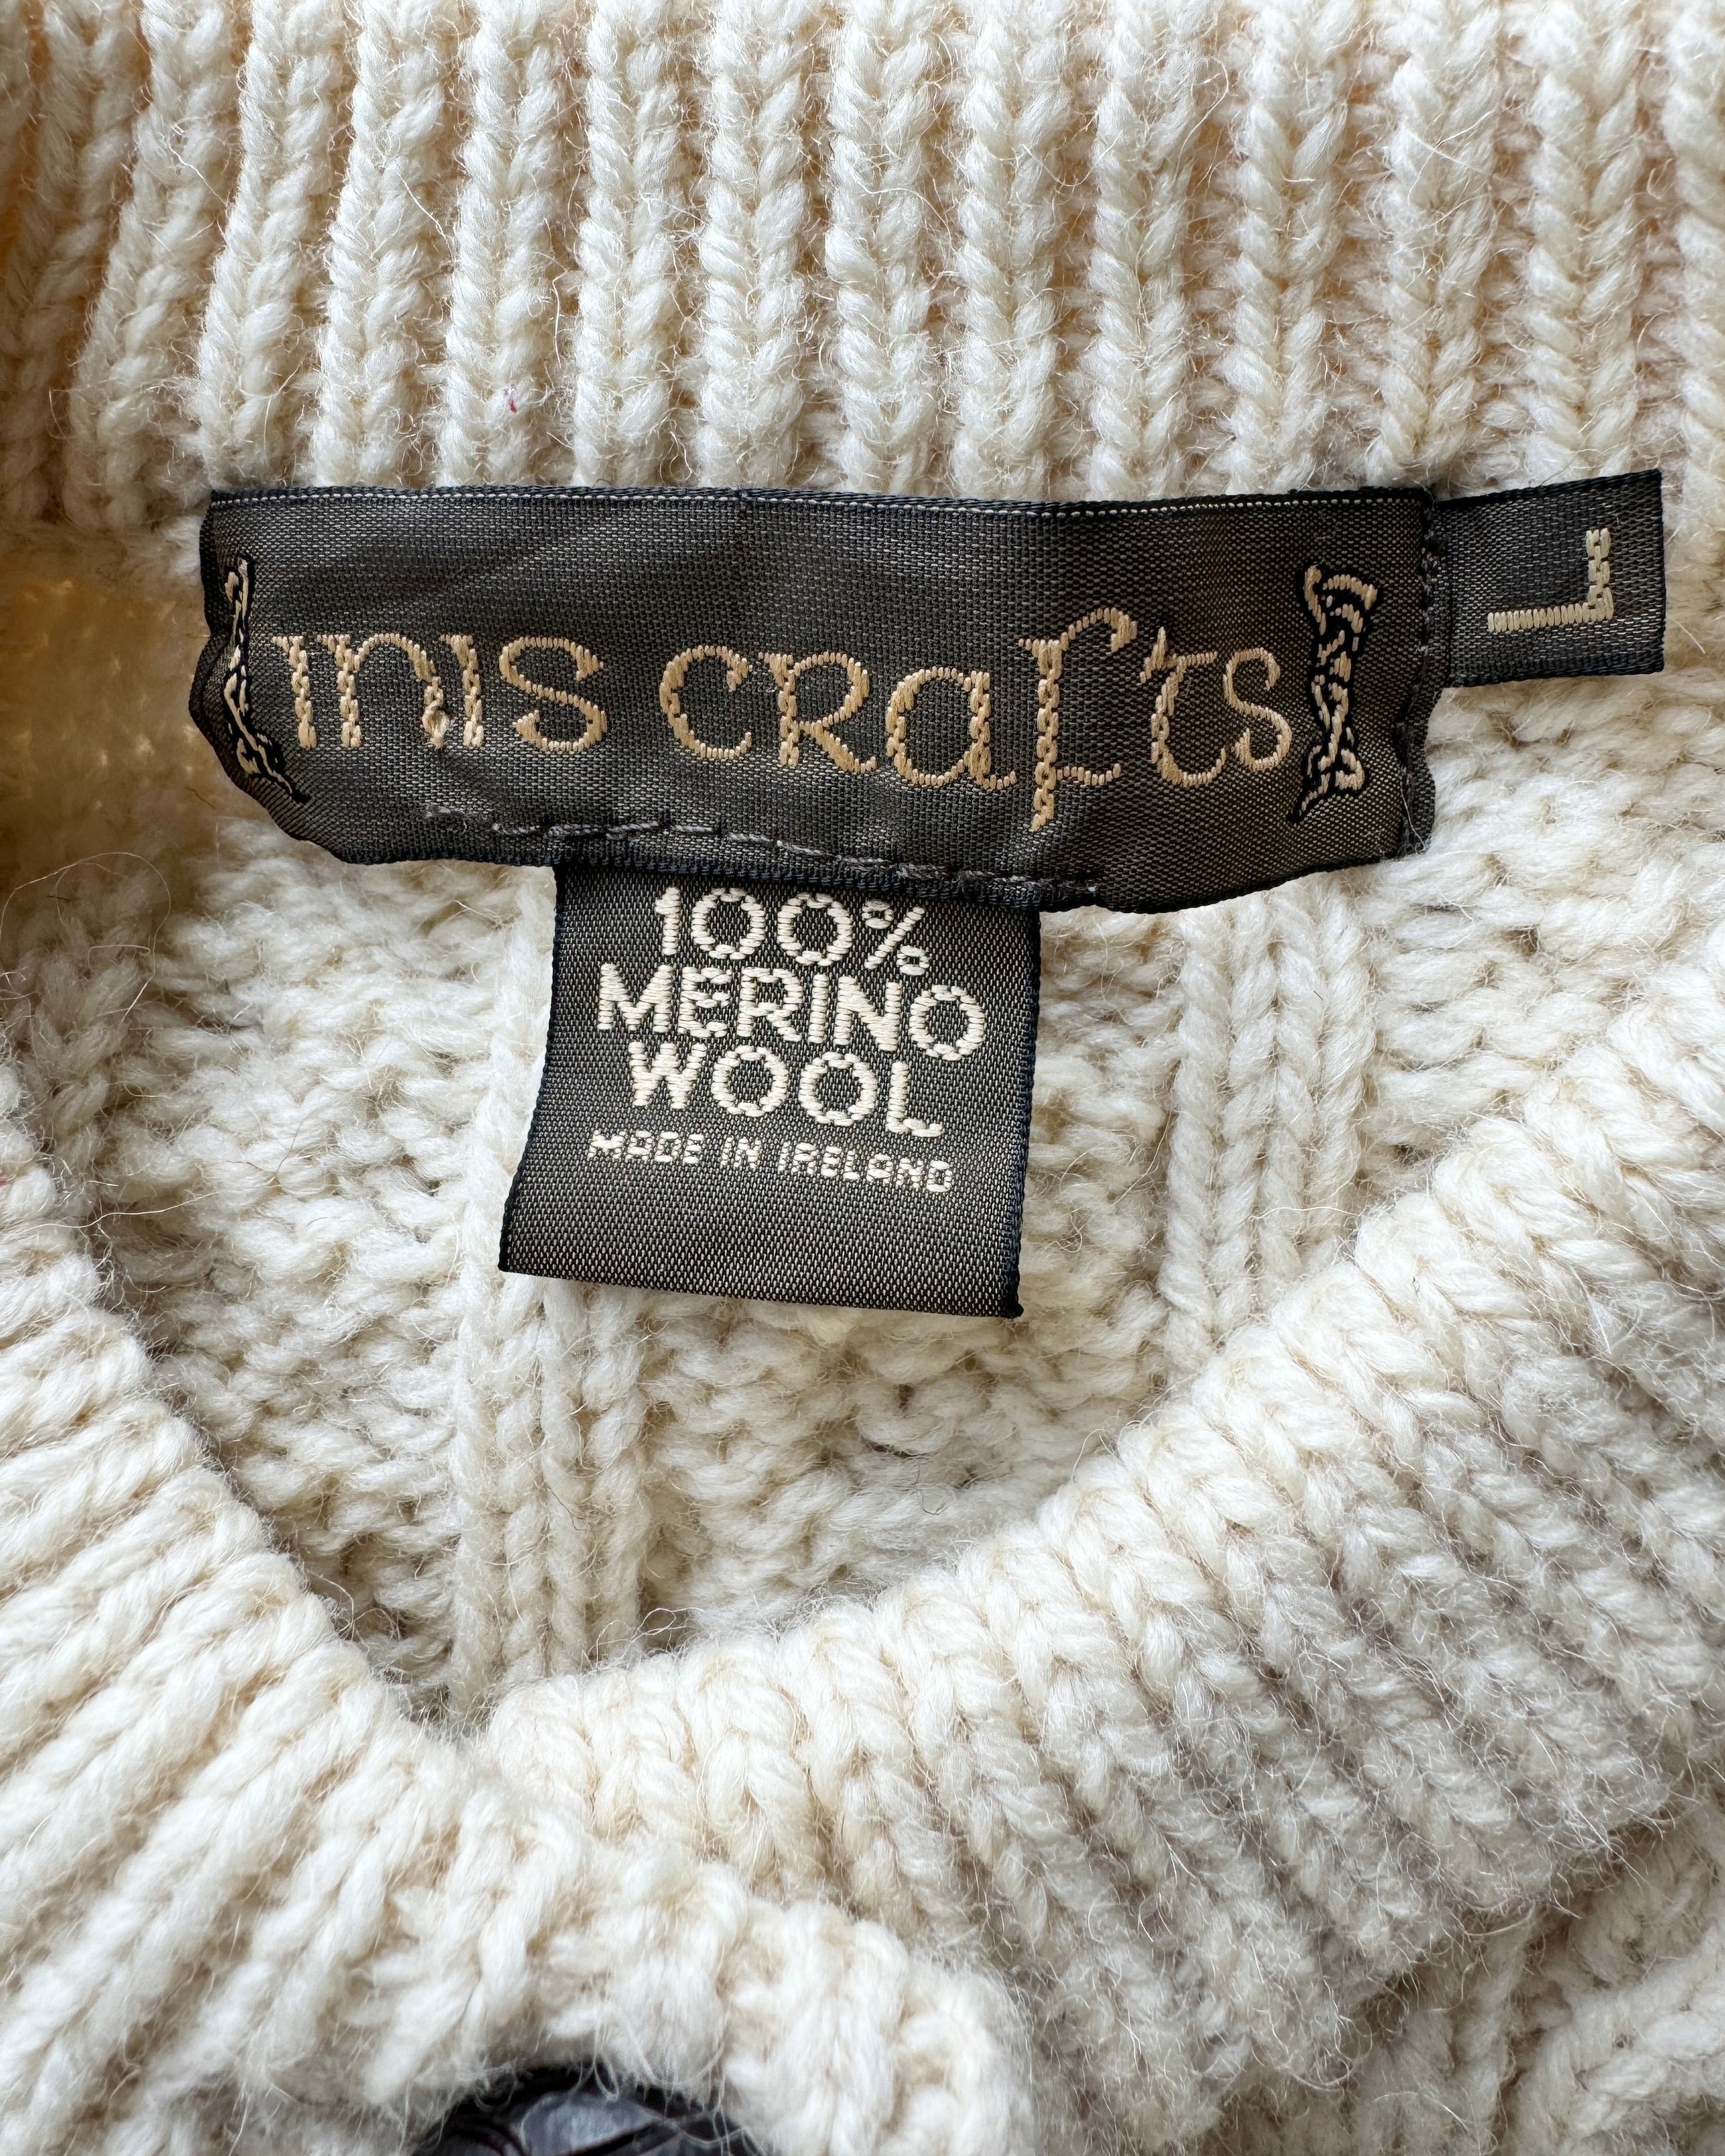 INIS CRAFTS
L
100%
MERINO
WOOL
MADE IN IRELAND